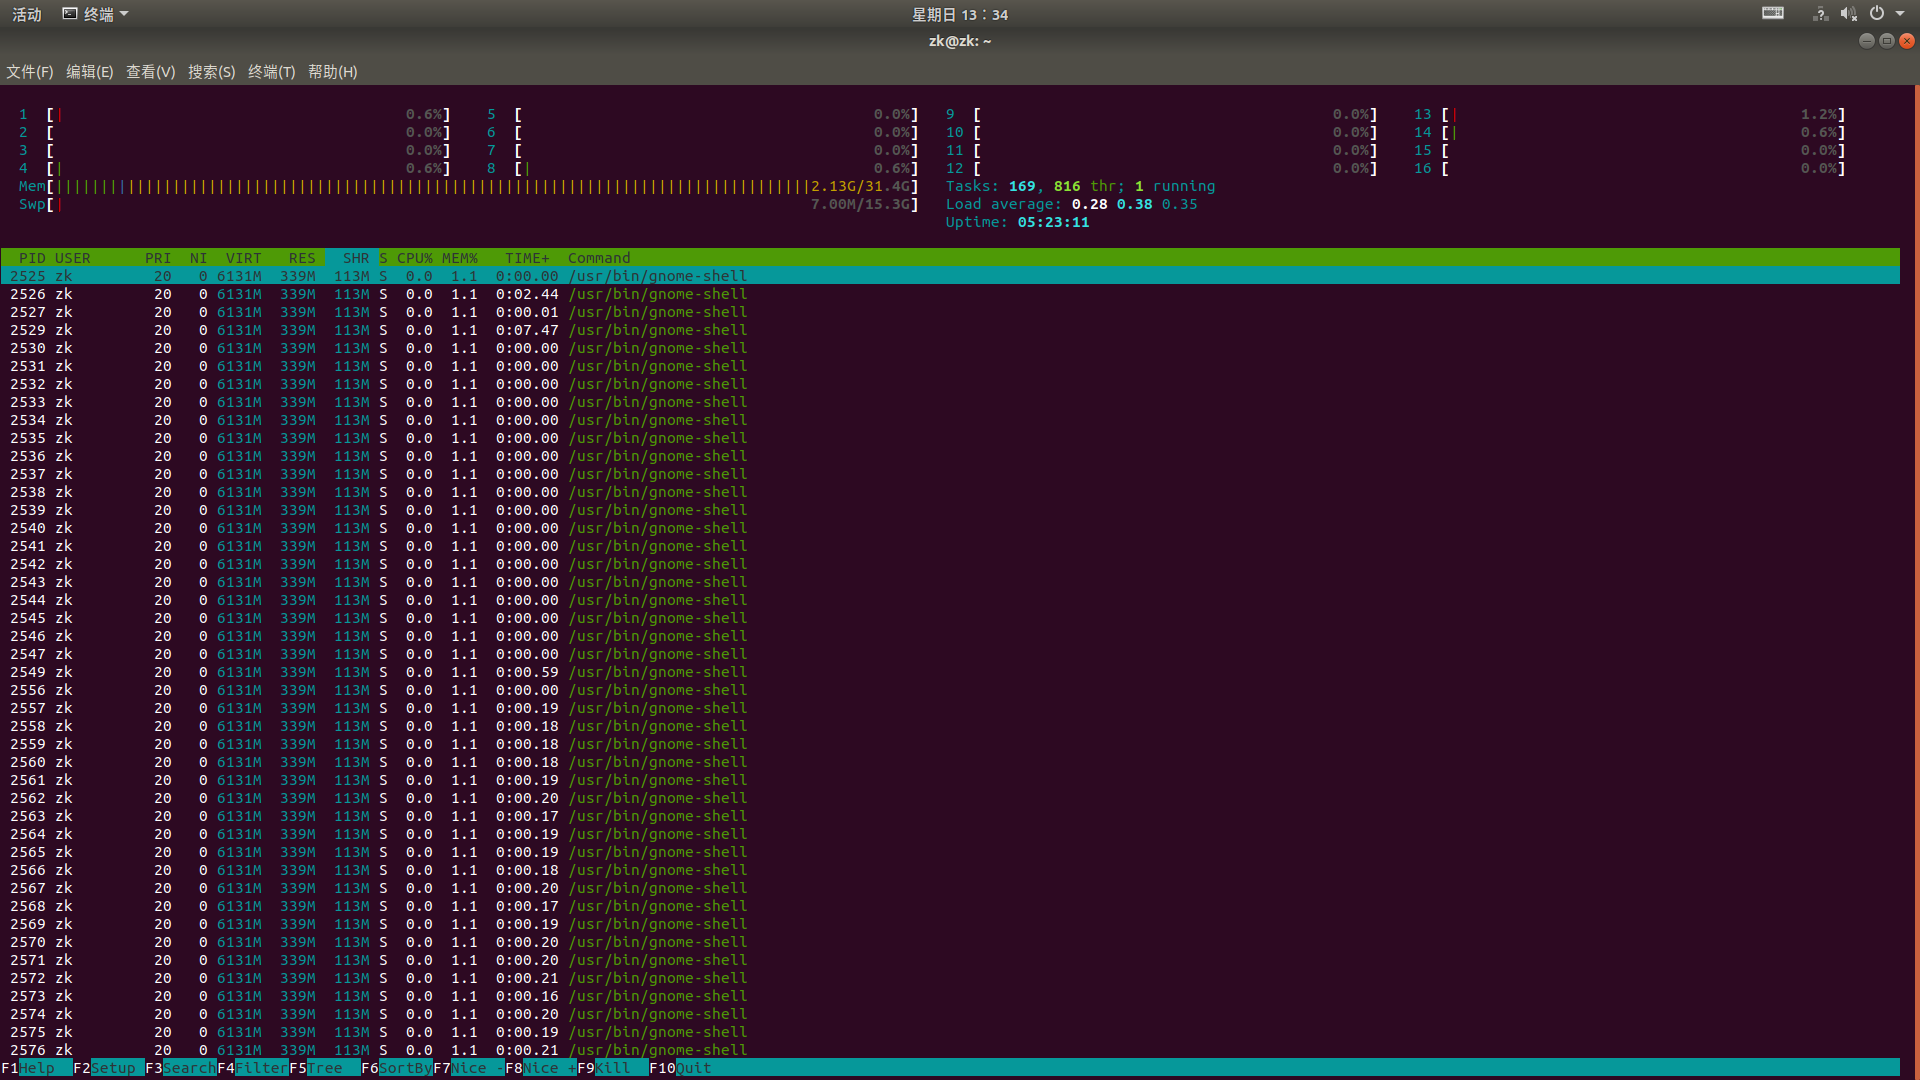 活动 终端 星期日 13：34
zk@zk: ~
文件(F) 编辑(E) 查看(V) 搜索(S) 终端(T) 帮助(H)
1 [| 0.6%] 5 [ 0.0%] 9 [ 0.0%] 13 [| 1.2%]
2 [ 0.0%] 6 [ 0.0%] 10 [ 0.0%] 14 [| 0.6%]
3 [ 0.0%] 7 [ 0.0%] 11 [ 0.0%] 15 [ 0.0%]
4 [| 0.6%] 8 [| 0.6%] 12 [ 0.0%] 16 [ 0.0%]
Mem[||||||||||||||||||||||||||||||||||||||||||||||||||||||||||||||||||||||||||||||||||||2.13G/31.4G] Tasks: 169, 816 thr; 1 running
Swp[| 7.00M/15.3G] Load average: 0.28 0.38 0.35
Uptime: 05:23:11
PID USER PRI NI VIRT RES SHR S CPU% MEM% TIME+ Command
2525 zk 20 0 6131M 339M 113M S 0.0 1.1 0:00.00 /usr/bin/gnome-shell
2526 zk 20 0 6131M 339M 113M S 0.0 1.1 0:02.44 /usr/bin/gnome-shell
2527 zk 20 0 6131M 339M 113M S 0.0 1.1 0:00.01 /usr/bin/gnome-shell
2529 zk 20 0 6131M 339M 113M S 0.0 1.1 0:07.47 /usr/bin/gnome-shell
2530 zk 20 0 6131M 339M 113M S 0.0 1.1 0:00.00 /usr/bin/gnome-shell
2531 zk 20 0 6131M 339M 113M S 0.0 1.1 0:00.00 /usr/bin/gnome-shell
2532 zk 20 0 6131M 339M 113M S 0.0 1.1 0:00.00 /usr/bin/gnome-shell
2533 zk 20 0 6131M 339M 113M S 0.0 1.1 0:00.00 /usr/bin/gnome-shell
2534 zk 20 0 6131M 339M 113M S 0.0 1.1 0:00.00 /usr/bin/gnome-shell
2535 zk 20 0 6131M 339M 113M S 0.0 1.1 0:00.00 /usr/bin/gnome-shell
2536 zk 20 0 6131M 339M 113M S 0.0 1.1 0:00.00 /usr/bin/gnome-shell
2537 zk 20 0 6131M 339M 113M S 0.0 1.1 0:00.00 /usr/bin/gnome-shell
2538 zk 20 0 6131M 339M 113M S 0.0 1.1 0:00.00 /usr/bin/gnome-shell
2539 zk 20 0 6131M 339M 113M S 0.0 1.1 0:00.00 /usr/bin/gnome-shell
2540 zk 20 0 6131M 339M 113M S 0.0 1.1 0:00.00 /usr/bin/gnome-shell
2541 zk 20 0 6131M 339M 113M S 0.0 1.1 0:00.00 /usr/bin/gnome-shell
2542 zk 20 0 6131M 339M 113M S 0.0 1.1 0:00.00 /usr/bin/gnome-shell
2543 zk 20 0 6131M 339M 113M S 0.0 1.1 0:00.00 /usr/bin/gnome-shell
2544 zk 20 0 6131M 339M 113M S 0.0 1.1 0:00.00 /usr/bin/gnome-shell
2545 zk 20 0 6131M 339M 113M S 0.0 1.1 0:00.00 /usr/bin/gnome-shell
2546 zk 20 0 6131M 339M 113M S 0.0 1.1 0:00.00 /usr/bin/gnome-shell
2547 zk 20 0 6131M 339M 113M S 0.0 1.1 0:00.00 /usr/bin/gnome-shell
2549 zk 20 0 6131M 339M 113M S 0.0 1.1 0:00.59 /usr/bin/gnome-shell
2556 zk 20 0 6131M 339M 113M S 0.0 1.1 0:00.00 /usr/bin/gnome-shell
2557 zk 20 0 6131M 339M 113M S 0.0 1.1 0:00.19 /usr/bin/gnome-shell
2558 zk 20 0 6131M 339M 113M S 0.0 1.1 0:00.18 /usr/bin/gnome-shell
2559 zk 20 0 6131M 339M 113M S 0.0 1.1 0:00.18 /usr/bin/gnome-shell
2560 zk 20 0 6131M 339M 113M S 0.0 1.1 0:00.18 /usr/bin/gnome-shell
2561 zk 20 0 6131M 339M 113M S 0.0 1.1 0:00.19 /usr/bin/gnome-shell
2562 zk 20 0 6131M 339M 113M S 0.0 1.1 0:00.20 /usr/bin/gnome-shell
2563 zk 20 0 6131M 339M 113M S 0.0 1.1 0:00.17 /usr/bin/gnome-shell
2564 zk 20 0 6131M 339M 113M S 0.0 1.1 0:00.19 /usr/bin/gnome-shell
2565 zk 20 0 6131M 339M 113M S 0.0 1.1 0:00.19 /usr/bin/gnome-shell
2566 zk 20 0 6131M 339M 113M S 0.0 1.1 0:00.18 /usr/bin/gnome-shell
2567 zk 20 0 6131M 339M 113M S 0.0 1.1 0:00.20 /usr/bin/gnome-shell
2568 zk 20 0 6131M 339M 113M S 0.0 1.1 0:00.17 /usr/bin/gnome-shell
2569 zk 20 0 6131M 339M 113M S 0.0 1.1 0:00.19 /usr/bin/gnome-shell
2570 zk 20 0 6131M 339M 113M S 0.0 1.1 0:00.20 /usr/bin/gnome-shell
2571 zk 20 0 6131M 339M 113M S 0.0 1.1 0:00.20 /usr/bin/gnome-shell
2572 zk 20 0 6131M 339M 113M S 0.0 1.1 0:00.21 /usr/bin/gnome-shell
2573 zk 20 0 6131M 339M 113M S 0.0 1.1 0:00.16 /usr/bin/gnome-shell
2574 zk 20 0 6131M 339M 113M S 0.0 1.1 0:00.20 /usr/bin/gnome-shell
2575 zk 20 0 6131M 339M 113M S 0.0 1.1 0:00.19 /usr/bin/gnome-shell
2576 zk 20 0 6131M 339M 113M S 0.0 1.1 0:00.21 /usr/bin/gnome-shell
F1Help F2Setup F3SearchF4FilterF5Tree F6SortByF7Nice -F8Nice +F9Kill F10Quit